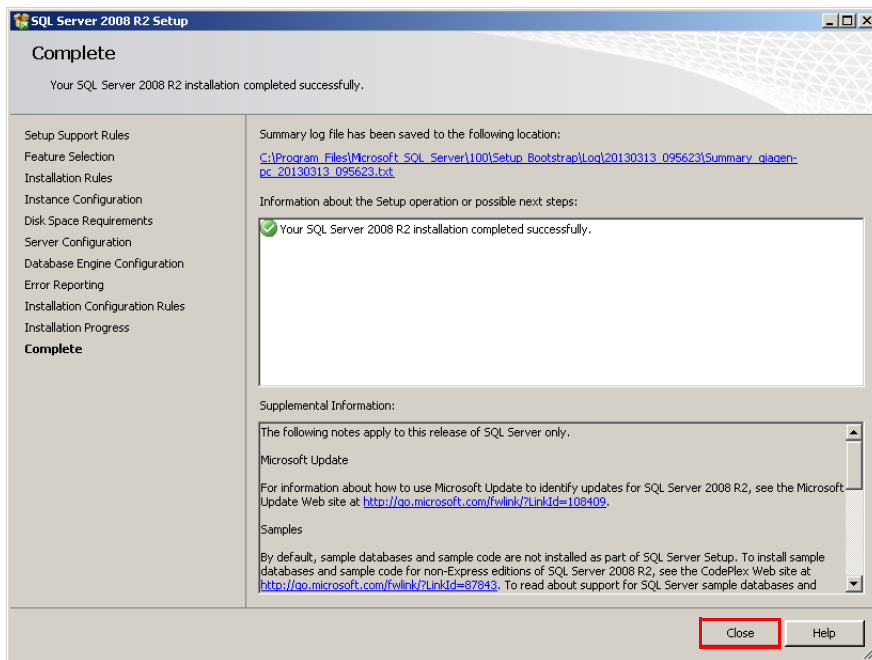 SQL Server 2008 R2 Setup
Complete
Your SQL Server 2008 R2 installation completed successfully.
Setup Support Rules
Feature Selection
Installation Rules
Instance Configuration
Disk Space Requirements
Server Configuration
Database Engine Configuration
Error Reporting
Installation Configuration Rules
Installation Progress
Complete
Summary log file has been saved to the following location:
C:\Program Files\Microsoft SQL Server\100\Setup Bootstrap\Log\20130313_095623\Summary_qiagen-
pc_20130313_095623.txt
Information about the Setup operation or possible next steps:
Your SQL Server 2008 R2 installation completed successfully.
Supplemental Information:
The following notes apply to this release of SQL Server only.
Microsoft Update
For information about how to use Microsoft Update to identify updates for SQL Server 2008 R2, see the Microsoft
Update Web site at http://go.microsoft.com/fwlink/?LinkId=108409.
Samples
By default, sample databases and sample code are not installed as part of SQL Server Setup. To install sample
databases and sample code for non-Express editions of SQL Server 2008 R2, see the CodePlex Web site at
http://go.microsoft.com/fwlink/?LinkId=87843. To read about support for SQL Server sample databases and
Close
Help